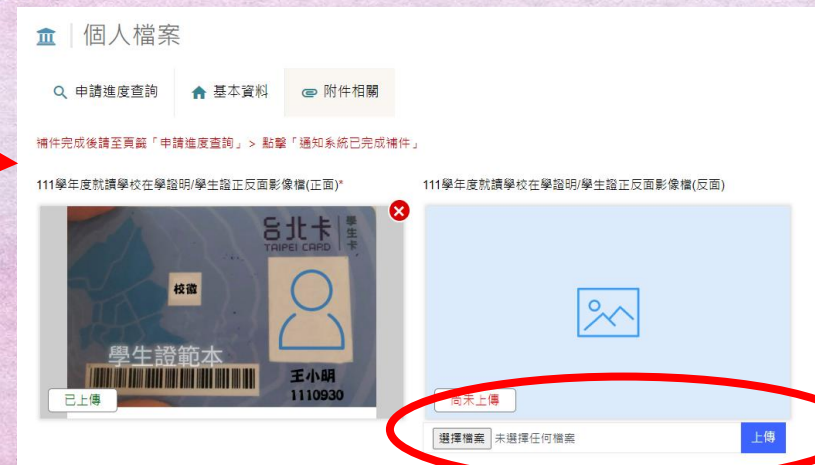 個人檔案
申請進度查詢 基本資料 附件相關
補件完成後請至頁籤「申請進度查詢」> 點擊「通知系統已完成補件」
111學年度就讀學校在學證明/學生證正反面影像檔(正面)*
台北卡 學生卡
TAIPEI CARD
校徽
學生證範本
王小明
1110930
已上傳
111學年度就讀學校在學證明/學生證正反面影像檔(反面)
尚未上傳
選擇檔案 未選擇任何檔案 上傳